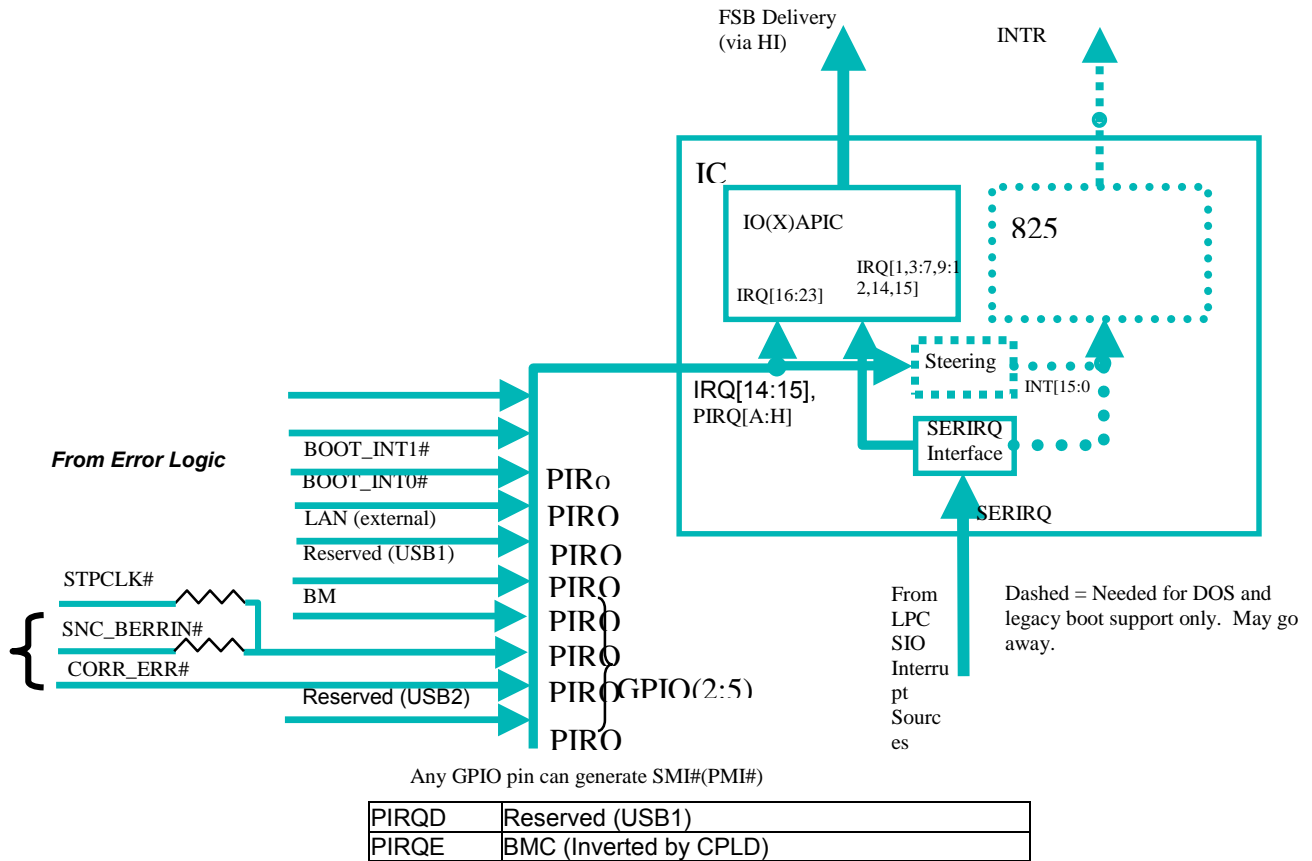 FSB Delivery
(via HI)
INTR
IC
IO(X)APIC
825
IRQ[1,3:7,9:1
2,14,15]
IRQ[16:23]
Steering
IRQ[14:15],
PIRQ[A:H]
INT[15:0
SERIRQ
Interface
SERIRQ
From Error Logic
BOOT_INT1#
BOOT_INT0#
LAN (external)
Reserved (USB1)
BM
STPCLK#
SNC_BERRIN#
CORR_ERR#
Reserved (USB2)
PIRQ
PIRQ
PIRQ
PIRQ
PIRQ
PIRQ
PIRQ
PIRQ
GPIO(2:5)
From
LPC
SIO
Interru
pt
Sourc
es
Dashed = Needed for DOS and
legacy boot support only. May go
away.
Any GPIO pin can generate SMI#(PMI#)
PIRQD Reserved (USB1)
PIRQE BMC (Inverted by CPLD)